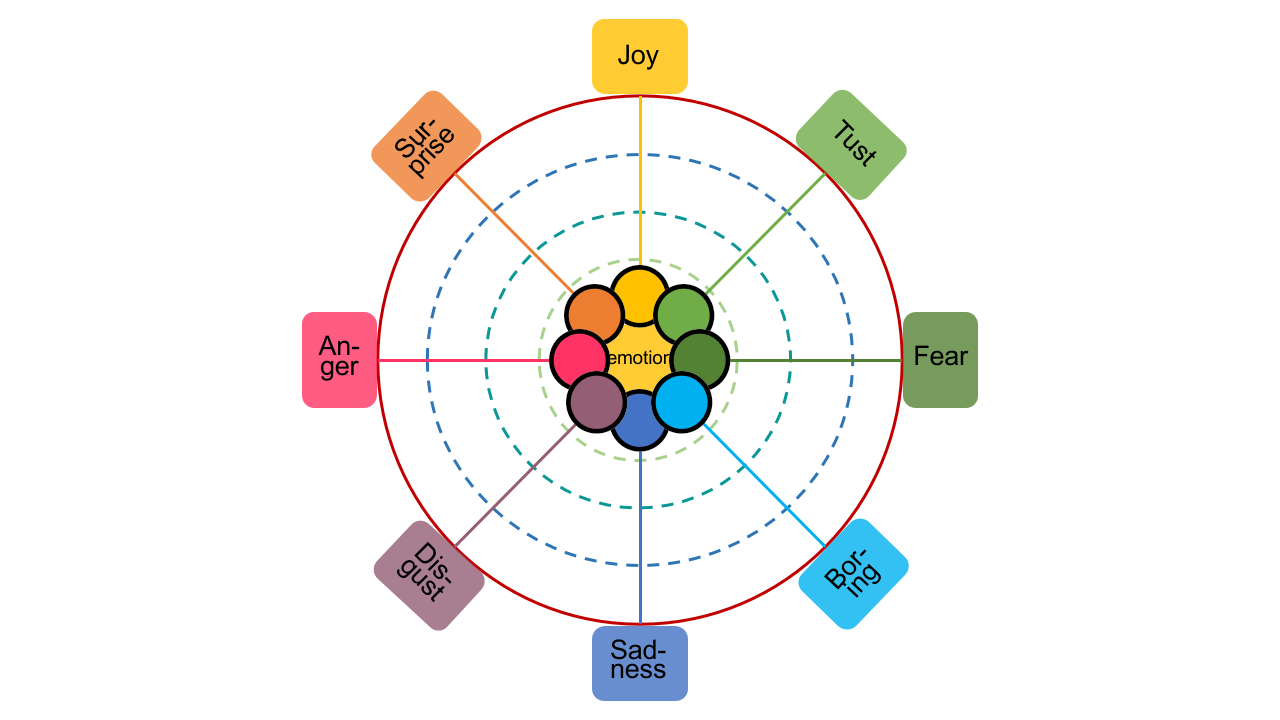 Joy
Sur-
prise
Tust
An-
ger
emotion
Fear
Dis-
gust
Bor-
ing
Sad-
ness